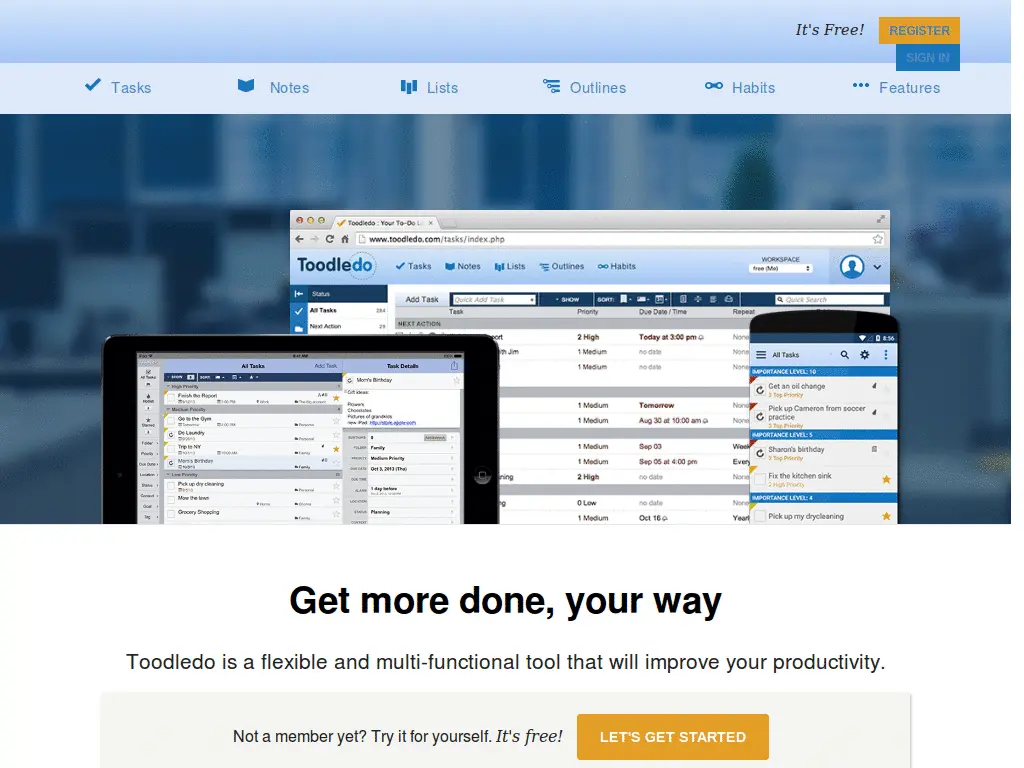 It's Free! REGISTER
SIGN IN
Tasks Notes Lists Outlines Habits Features
Toodledo : Your To-Do Li
www.toodledo.com/tasks/index.php
Toodledo Tasks Notes Lists Outlines Habits WORKSPACE
free (Me)
Status
Add Task Quick Add Task SHOW SORT: Quick Search
All Tasks 284
Task Priority Due Date / Time Repeat
Next Action 29
NEXT ACTION
port 2 High Today at 3:00 pm None
th Jim 1 Medium no date None
no date None
1 Medium Tomorrow None
1 Medium Aug 30 at 10:00 am None
1 Medium Sep 03 Wee
1 Medium Sep 05 at 4:00 pm Every
ning 2 High no date None
0 Low no date None
1 Medium Oct 16 Yearl
All Tasks Add Task Task Details
SHOW SORT:
High Priority
Finish the Report
Medium Priority
Go to the Gym
Do Laundry
Trip to NY
Mom's Birthday
Low Priority
Pick up dry cleaning
Mow the lawn
Grocery Shopping
Mom's Birthday
Gift ideas:
Flowers
Chocolates
Pictures of grandkids
new iPad: http://store.apple.com
Family
Medium Priority
Oct 3, 2013 (Thu)
1 day before
Planning
8:56
All Tasks
IMPORTANCE LEVEL: 10
Get an oil change
3 Top Priority
Pick up Cameron from soccer
practice
3 Top Priority
IMPORTANCE LEVEL: 5
Sharon's birthday
3 Top Priority
Fix the kitchen sink
2 High Priority
IMPORTANCE LEVEL: 4
Pick up my drycleaning
Get more done, your way
Toodledo is a flexible and multi-functional tool that will improve your productivity.
Not a member yet? Try it for yourself. It's free! LET'S GET STARTED